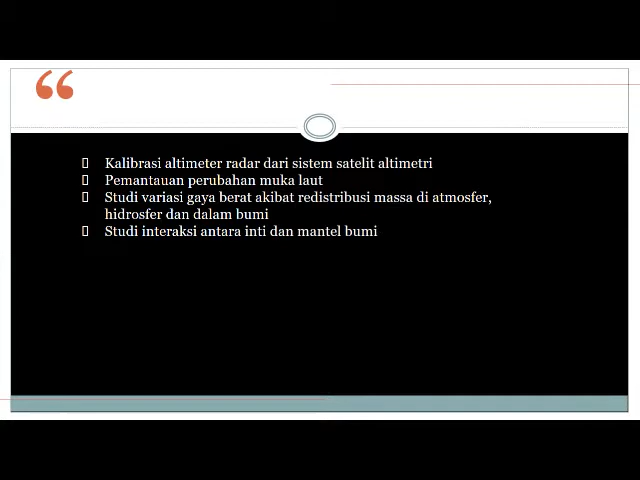 Kalibrasi altimeter radar dari sistem satelit altimetri
Pemantauan perubahan muka laut
Studi variasi gaya berat akibat redistribusi massa di atmosfer,
hidrosfer dan dalam bumi
Studi interaksi antara inti dan mantel bumi